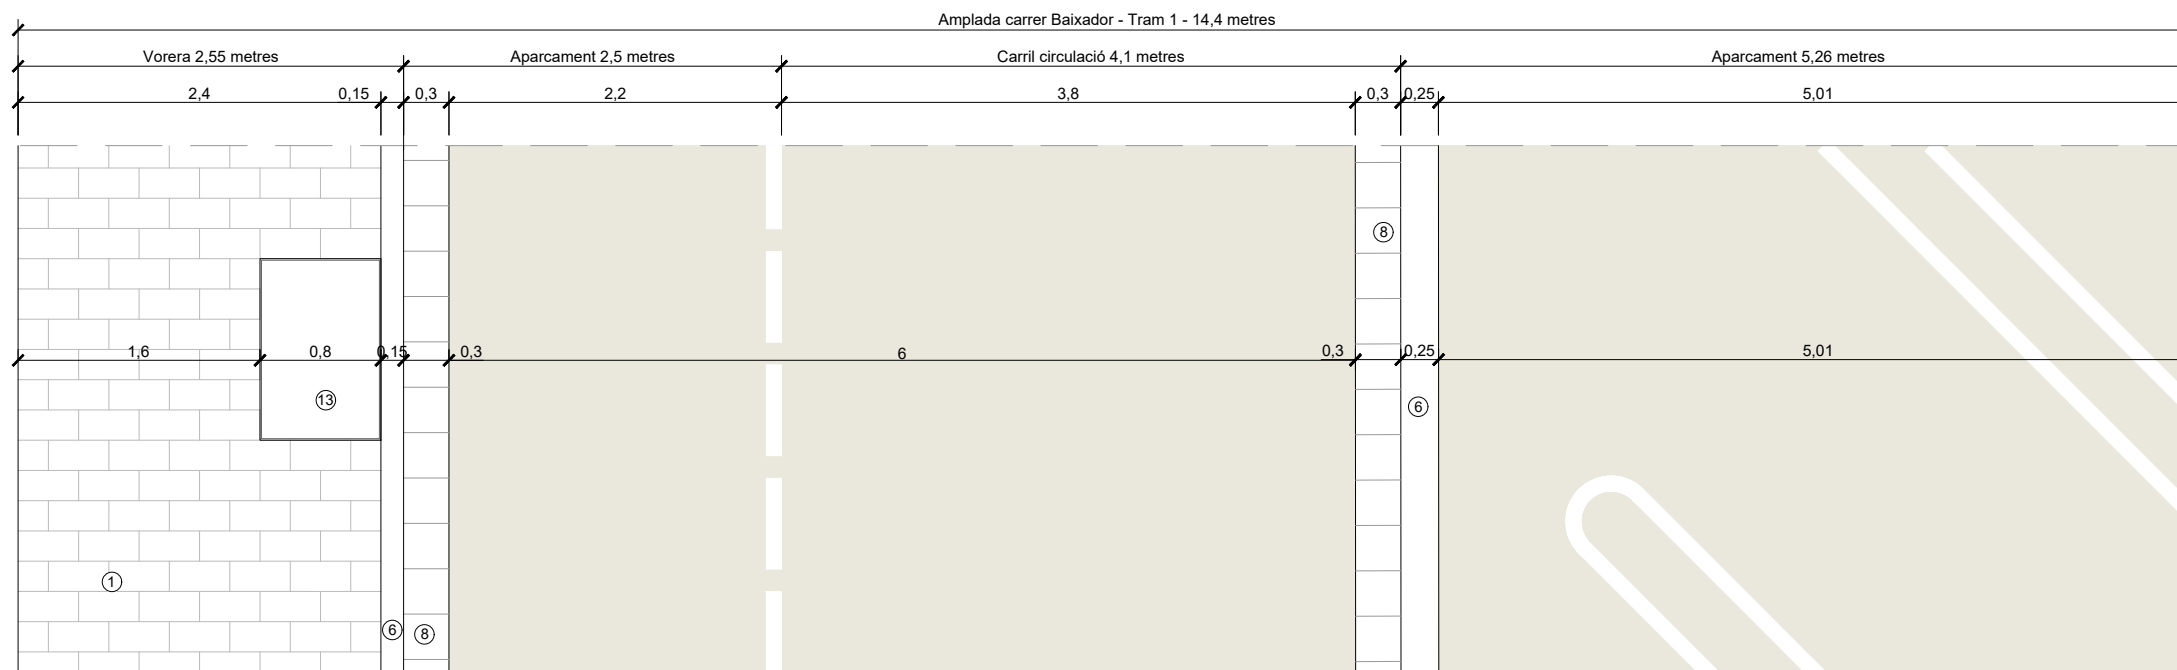 Amplada carrer Baixador - Tram 1 - 14,4 metres
Vorera 2,55 metres Aparcament 2,5 metres Carril circulació 4,1 metres Aparcament 5,26 metres
2,4 0,15 0,3 2,2 3,8 0,3 0,25 5,01
8
1,6 0,8 0,15 0,3 6 0,3 0,25 5,01
13 6
1
6 8